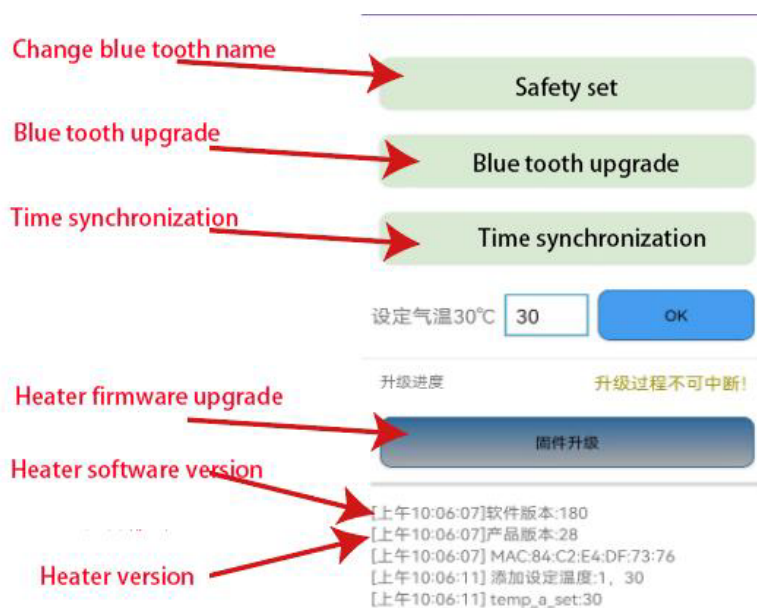 Change blue tooth name
Safety set
Blue tooth upgrade
Blue tooth upgrade
Time synchronization
Time synchronization
设定气温30℃ 30 OK
升级进度 升级过程不可中断!
Heater firmware upgrade
固件升级
Heater software version
[上午10:06:07]软件版本:180
[上午10:06:07]产品版本:28
[上午10:06:07] MAC:84:C2:E4:DF:73:76
Heater version
[上午10:06:11] 添加设定温度:1, 30
[上午10:06:11] temp_a_set:30